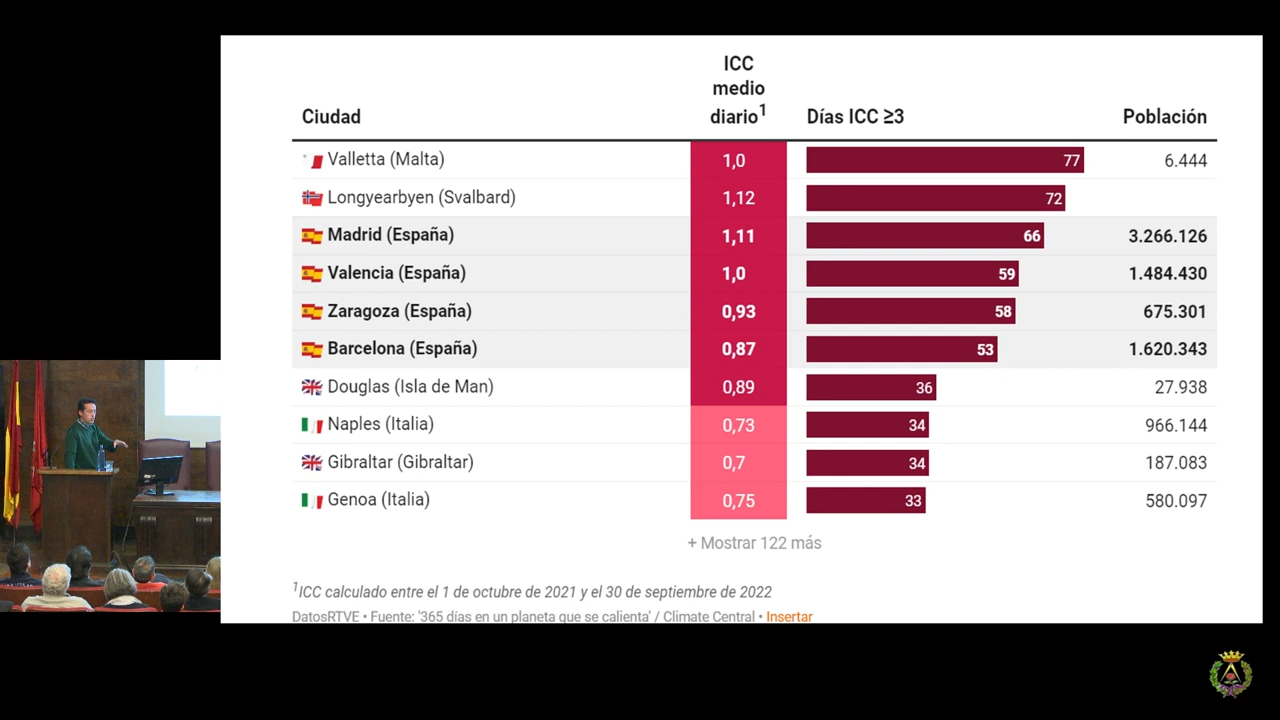 Ciudad
ICC
medio
diario1
Días ICC ≥3
Población
Valletta (Malta) 1,0 77 6.444
Longyearbyen (Svalbard) 1,12 72
Madrid (España) 1,11 66 3.266.126
Valencia (España) 1,0 59 1.484.430
Zaragoza (España) 0,93 58 675.301
Barcelona (España) 0,87 53 1.620.343
Douglas (Isla de Man) 0,89 36 27.938
Naples (Italia) 0,73 34 966.144
Gibraltar (Gibraltar) 0,7 34 187.083
Genoa (Italia) 0,75 33 580.097
+ Mostrar 122 más
1ICC calculado entre el 1 de octubre de 2021 y el 30 de septiembre de 2022
DatosRTVE • Fuente: '365 días en un planeta que se calienta' / Climate Central • Insertar